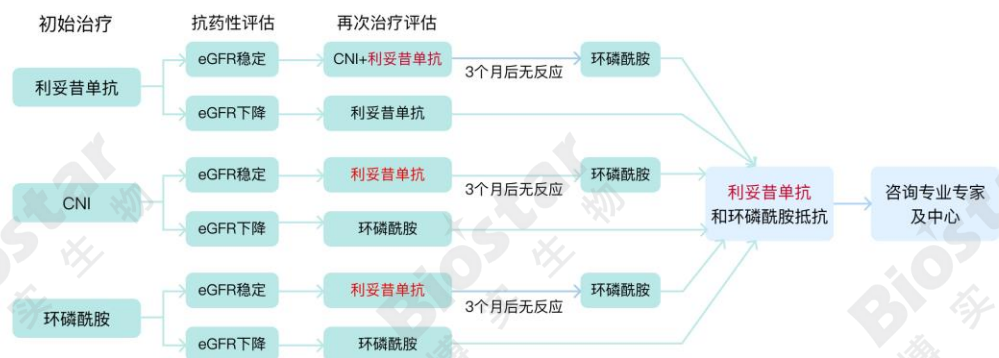 初始治疗
抗药性评估
再次治疗评估
利妥昔单抗
eGFR稳定
CNI+利妥昔单抗
3个月后无反应
环磷酰胺
eGFR下降
利妥昔单抗
CNI
eGFR稳定
利妥昔单抗
3个月后无反应
环磷酰胺
eGFR下降
环磷酰胺
环磷酰胺
eGFR稳定
利妥昔单抗
3个月后无反应
环磷酰胺
eGFR下降
环磷酰胺
利妥昔单抗
和环磷酰胺抵抗
咨询专业专家
及中心
Biostar